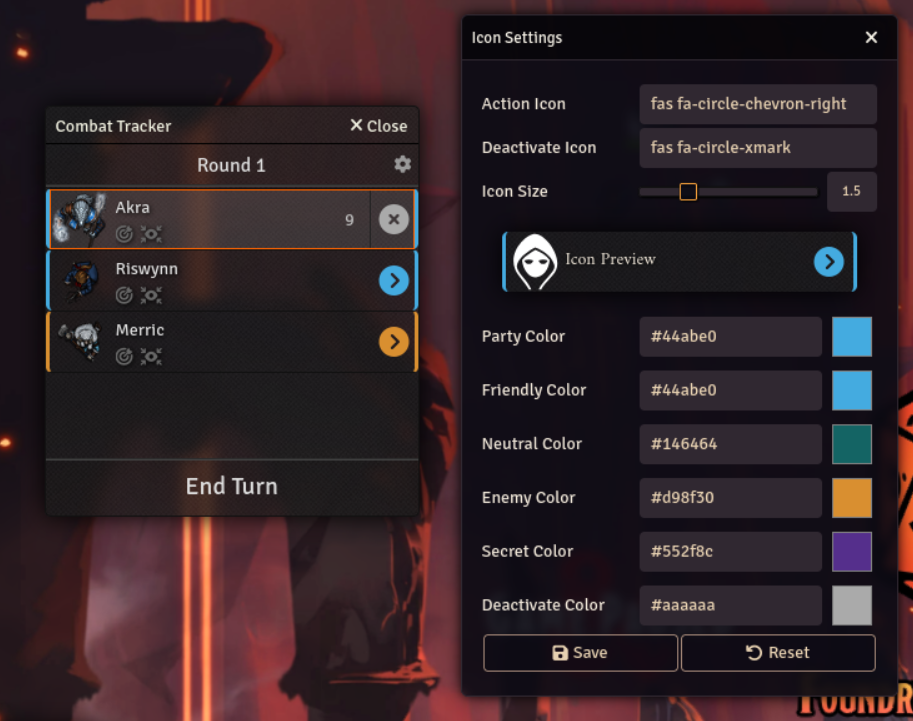 Combat Tracker
Close
Round 1
Akra
9
Riswynn
Merric
End Turn
Icon Settings
Action Icon fas fa-circle-chevron-right
Deactivate Icon fas fa-circle-xmark
Icon Size 1.5
Icon Preview
Party Color #44abe0
Friendly Color #44abe0
Neutral Color #146464
Enemy Color #d98f30
Secret Color #552f8c
Deactivate Color #aaaaaa
Save
Reset